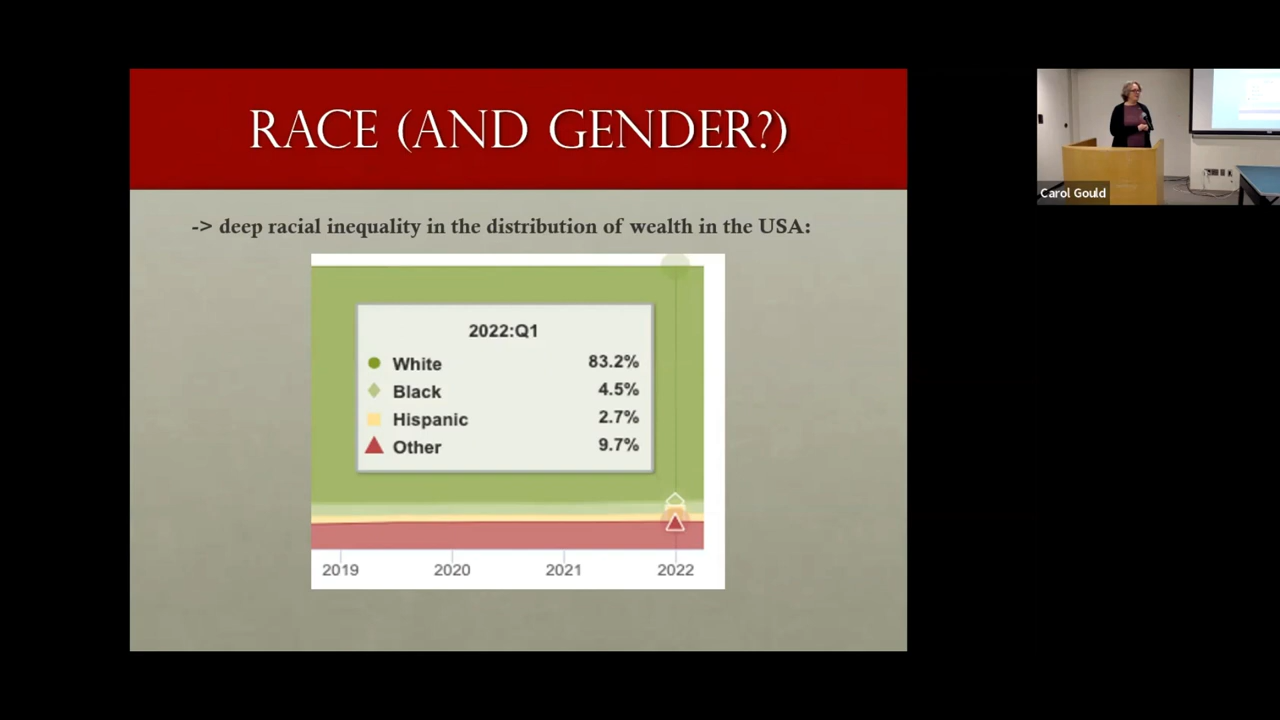 RACE (AND GENDER?)
-> deep racial inequality in the distribution of wealth in the USA:
2022:Q1
White 83.2%
Black 4.5%
Hispanic 2.7%
Other 9.7%
2019 2020 2021 2022
Carol Gould